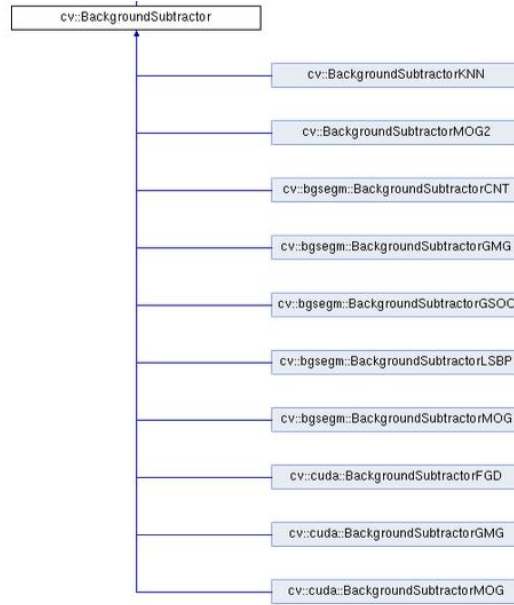 cv::BackgroundSubtractor
cv::BackgroundSubtractorKNN
cv::BackgroundSubtractorMOG2
cv::bgsegm::BackgroundSubtractorCNT
cv::bgsegm::BackgroundSubtractorGMG
cv::bgsegm::BackgroundSubtractorGSOC
cv::bgsegm::BackgroundSubtractorLSBP
cv::bgsegm::BackgroundSubtractorMOG
cv::cuda::BackgroundSubtractorFGD
cv::cuda::BackgroundSubtractorGMG
cv::cuda::BackgroundSubtractorMOG